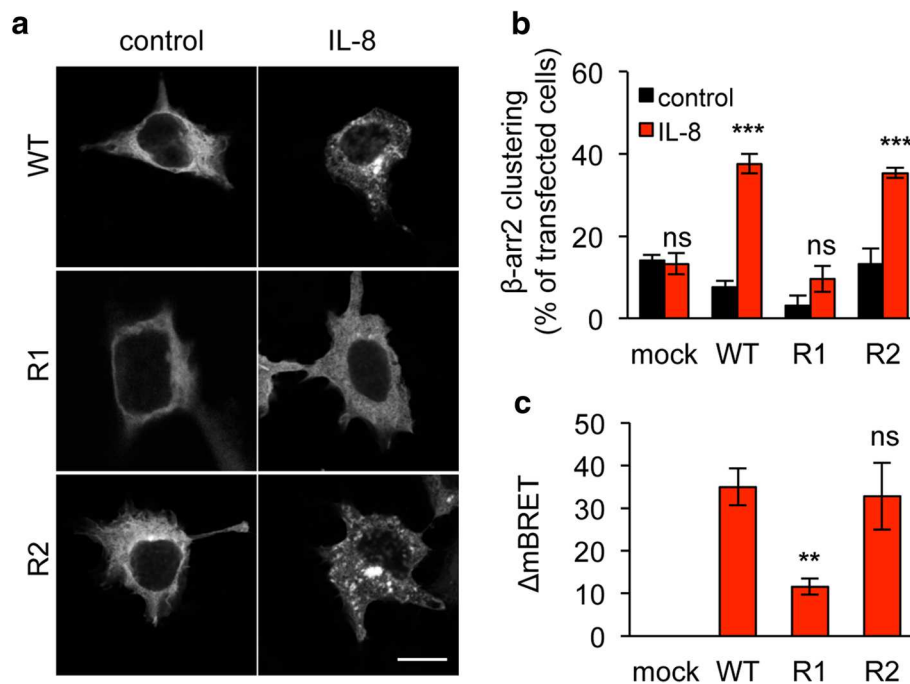 a
control IL-8
WT
R1
R2
b
β-arr2 clustering
(% of transfected cells)
60
40
20
0
control
IL-8
ns
***
ns
***
mock WT R1 R2
c
ΔmBRET
50
40
30
20
10
0
**
ns
mock WT R1 R2